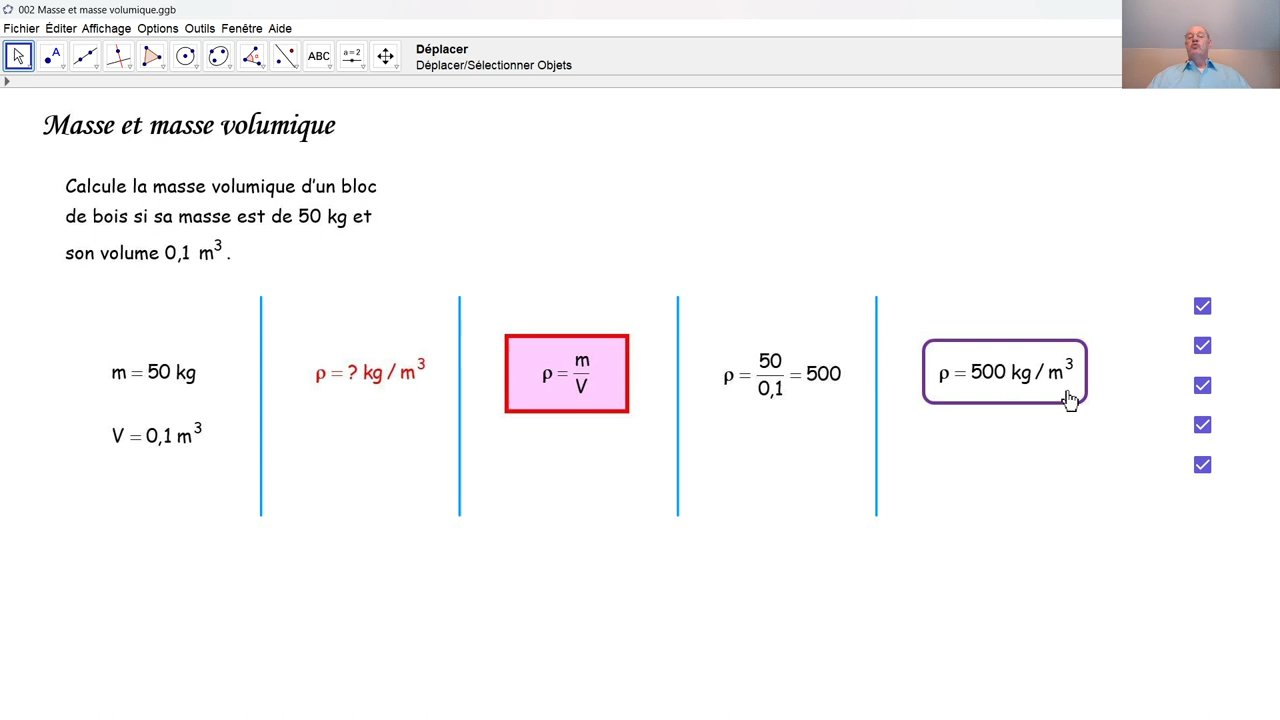 002 Masse et masse volumique.ggb
Fichier Éditer Affichage Options Outils Fenêtre Aide
A
ABC
a=2
Déplacer
Déplacer/Sélectionner Objets
Masse et masse volumique
Calcule la masse volumique d'un bloc
de bois si sa masse est de 50 kg et
son volume 0,1 m³ .
m = 50 kg
V = 0,1 m³
ρ = ? kg / m³
ρ = m/V
ρ = 50/0,1 = 500
ρ = 500 kg / m³